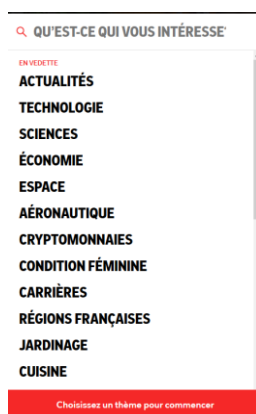 QU'EST-CE QUI VOUS INTÉRESSE
EN VEDETTE
ACTUALITÉS
TECHNOLOGIE
SCIENCES
ÉCONOMIE
ESPACE
AÉRONAUTIQUE
CRYPTOMONNAIES
CONDITION FÉMININE
CARRIÈRES
RÉGIONS FRANÇAISES
JARDINAGE
CUISINE
Choisissez un thème pour commencer